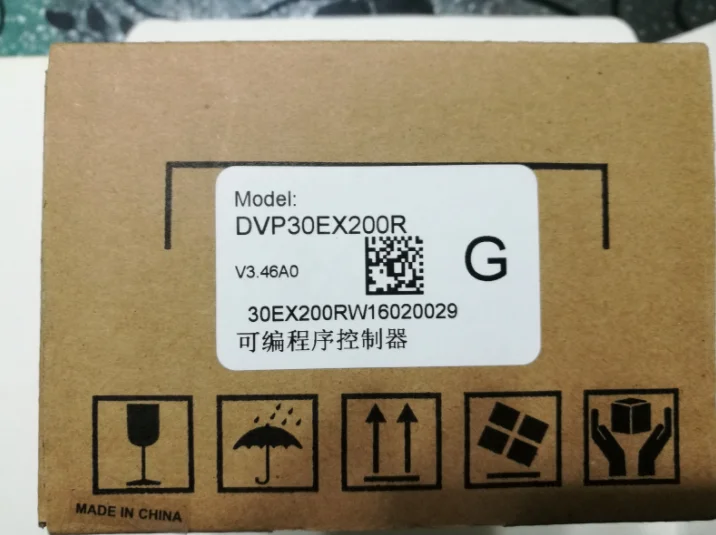 Model:
DVP30EX200R
V3.46A0
G
30EX200RW16020029
可编程序控制器
MADE IN CHINA